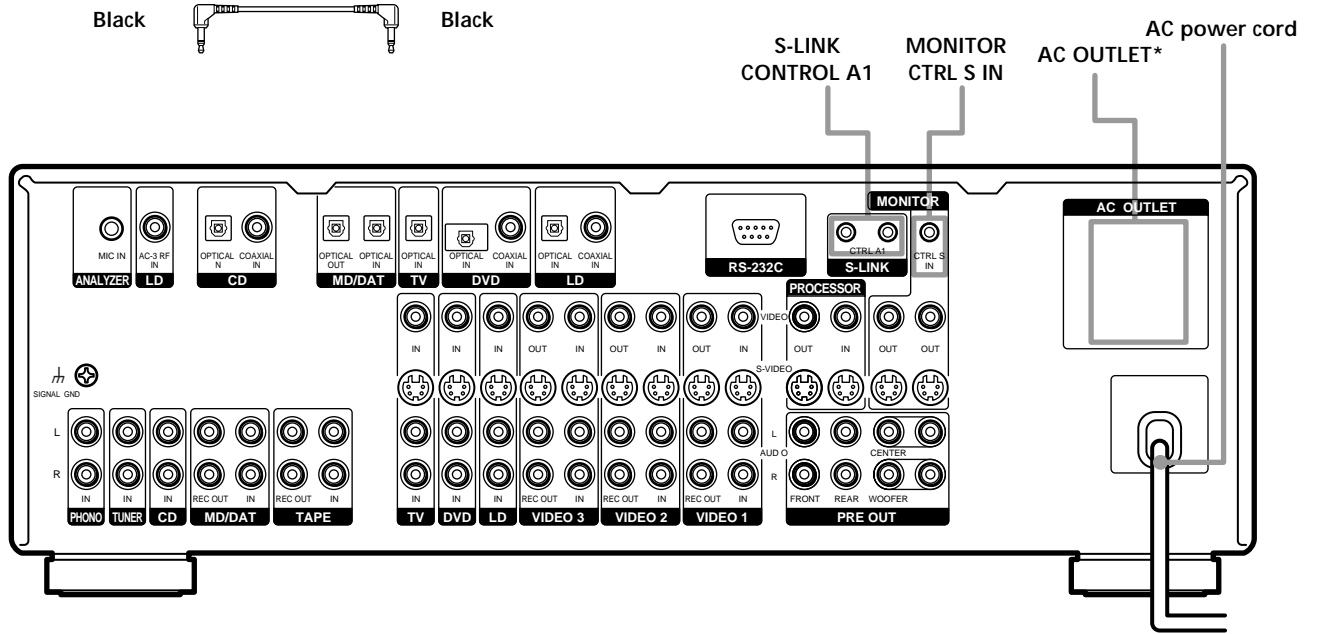 Black Black
S-LINK CONTROL A1
MONITOR CTRL S IN
AC OUTLET*
AC power cord
MONITOR
AC OUTLET
MIC IN
AC-3 RF IN
OPTICAL N
COAXIAL IN
OPTICAL OUT
OPTICAL IN
OPTICAL IN
OPTICAL IN
COAXIAL IN
OPTICAL IN
COAXIAL IN
CTRL A1
CTRL S IN
ANALYZER LD CD MD/DAT TV DVD LD RS-232C S-LINK
PROCESSOR
VIDEO
IN IN IN OUT IN OUT IN OUT IN OUT IN OUT OUT
S-VIDEO
SIGNAL GND
L L
AUD O CENTER
R R
IN IN IN REC OUT IN REC OUT IN IN IN IN REC OUT IN REC OUT IN REC OUT IN FRONT REAR WOOFER
PHONO TUNER CD MD/DAT TAPE TV DVD LD VIDEO 3 VIDEO 2 VIDEO 1 PRE OUT